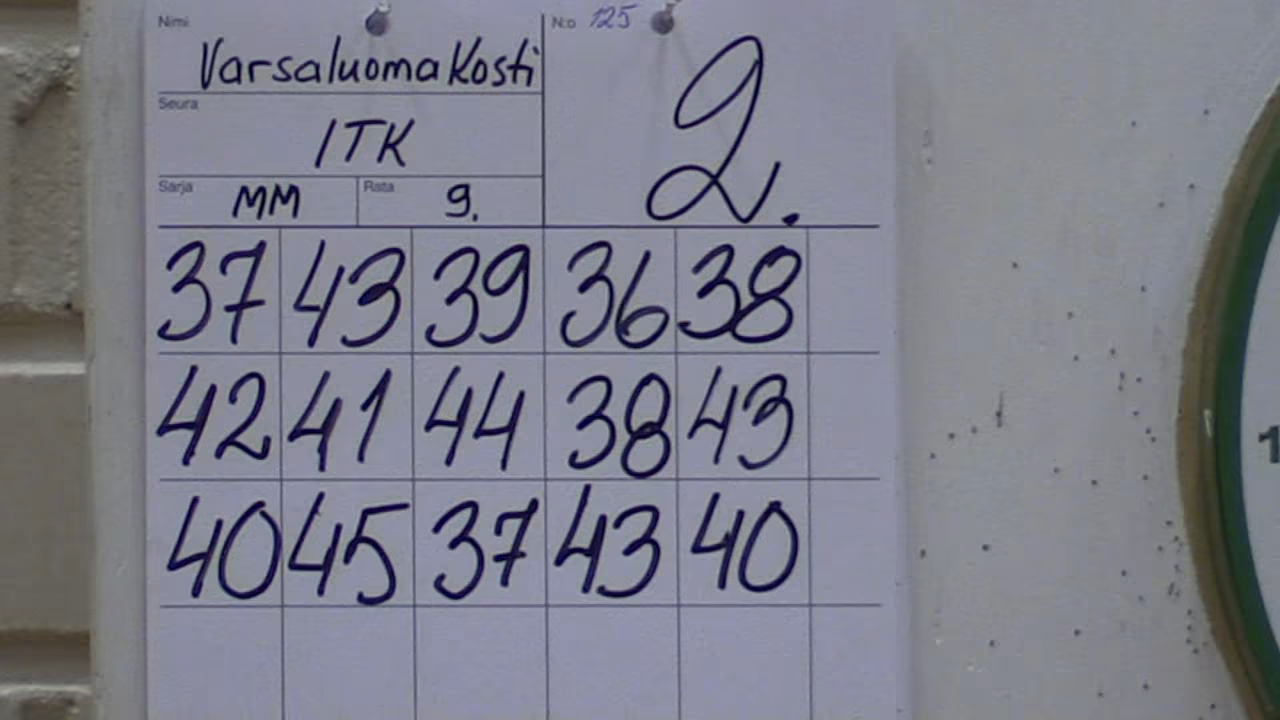 Nimi
Varsaluoma Kosti
N:o 125
Seura
ITK
2.
Sarja MM
Rata 9.
37 43 39 36 38
42 41 44 38 43
40 45 37 43 40
1